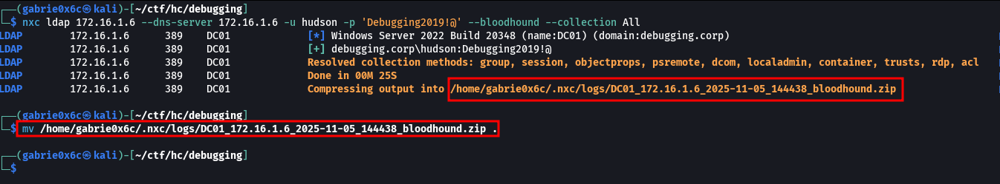 ┌──(gabrie0x6c㉿kali)-[~/ctf/hc/debugging]
└─$ nxc ldap 172.16.1.6 --dns-server 172.16.1.6 -u hudson -p 'Debugging2019!@' --bloodhound --collection All
LDAP 172.16.1.6 389 DC01 [*] Windows Server 2022 Build 20348 (name:DC01) (domain:debugging.corp)
LDAP 172.16.1.6 389 DC01 [+] debugging.corp\hudson:Debugging2019!@
LDAP 172.16.1.6 389 DC01 Resolved collection methods: group, session, objectprops, psremote, dcom, localadmin, container, trusts, rdp, acl
LDAP 172.16.1.6 389 DC01 Done in 00M 25S
LDAP 172.16.1.6 389 DC01 Compressing output into /home/gabrie0x6c/.nxc/logs/DC01_172.16.1.6_2025-11-05_144438_bloodhound.zip
┌──(gabrie0x6c㉿kali)-[~/ctf/hc/debugging]
└─$ mv /home/gabrie0x6c/.nxc/logs/DC01_172.16.1.6_2025-11-05_144438_bloodhound.zip .
┌──(gabrie0x6c㉿kali)-[~/ctf/hc/debugging]
└─$